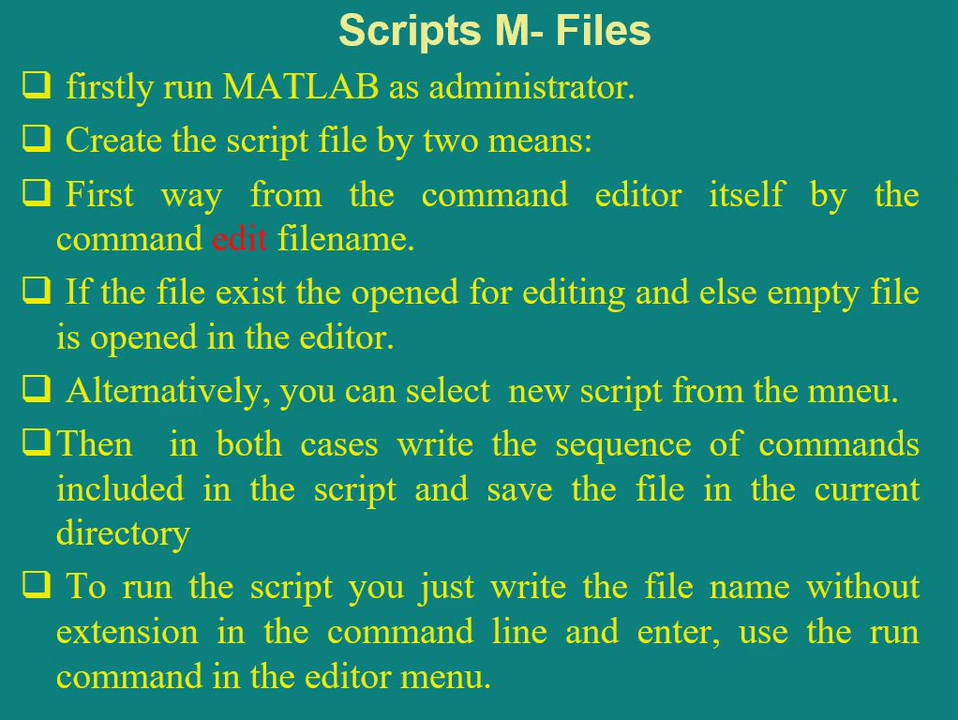 Scripts M- Files
firstly run MATLAB as administrator.
Create the script file by two means:
First way from the command editor itself by the
command edit filename.
If the file exist the opened for editing and else empty file
is opened in the editor.
Alternatively, you can select new script from the mneu.
Then in both cases write the sequence of commands
included in the script and save the file in the current
directory
To run the script you just write the file name without
extension in the command line and enter, use the run
command in the editor menu.